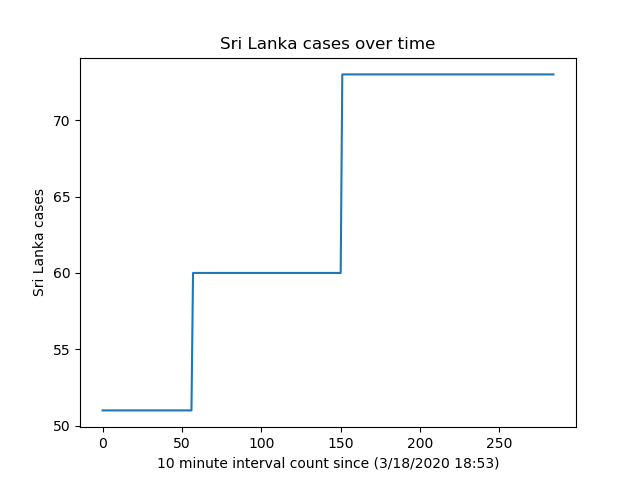 Sri Lanka cases over time
70
65
60
55
50
Sri Lanka cases
0 50 100 150 200 250
10 minute interval count since (3/18/2020 18:53)